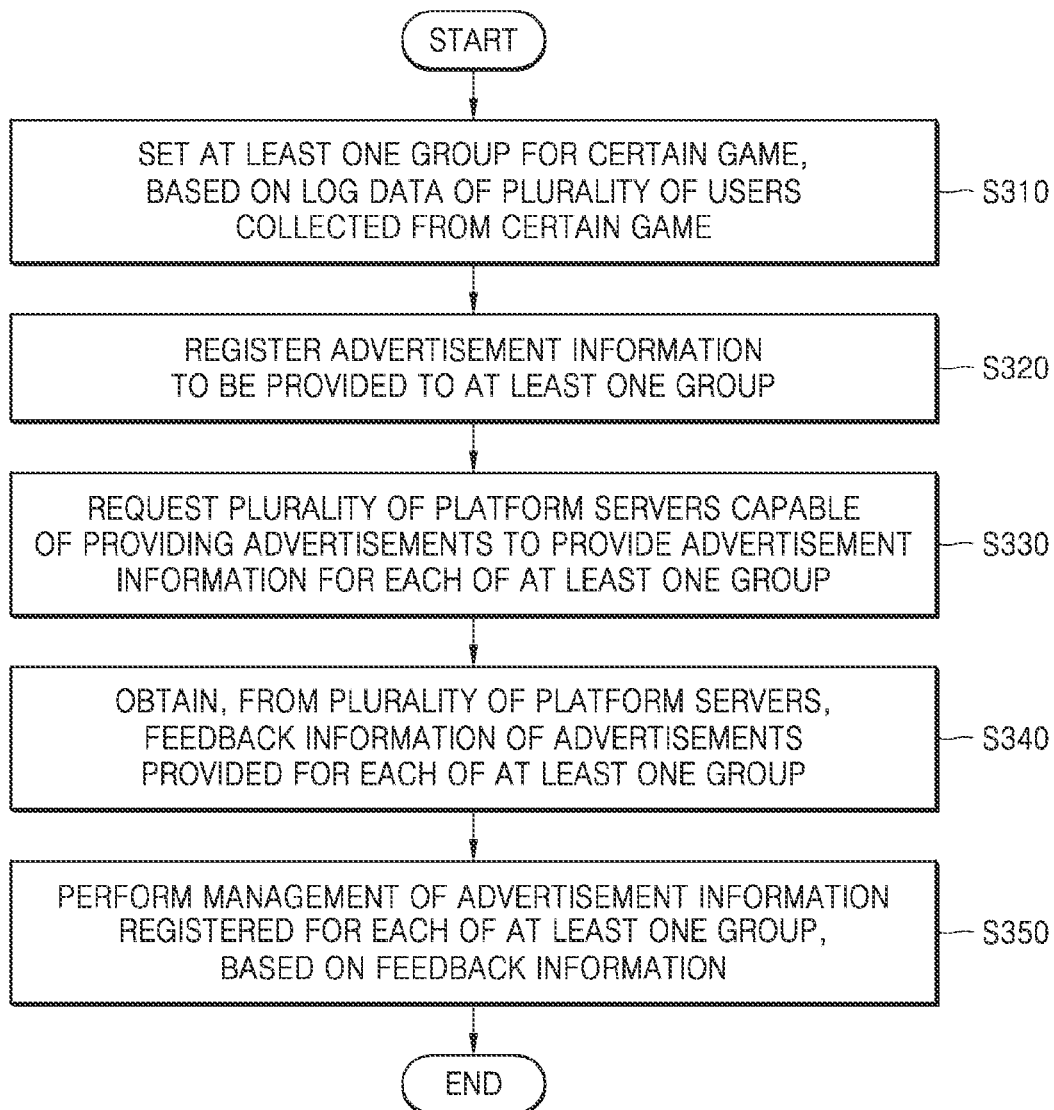 START
SET AT LEAST ONE GROUP FOR CERTAIN GAME,
BASED ON LOG DATA OF PLURALITY OF USERS
COLLECTED FROM CERTAIN GAME
S310
REGISTER ADVERTISEMENT INFORMATION
TO BE PROVIDED TO AT LEAST ONE GROUP
S320
REQUEST PLURALITY OF PLATFORM SERVERS CAPABLE
OF PROVIDING ADVERTISEMENTS TO PROVIDE ADVERTISEMENT
INFORMATION FOR EACH OF AT LEAST ONE GROUP
S330
OBTAIN, FROM PLURALITY OF PLATFORM SERVERS,
FEEDBACK INFORMATION OF ADVERTISEMENTS
PROVIDED FOR EACH OF AT LEAST ONE GROUP
S340
PERFORM MANAGEMENT OF ADVERTISEMENT INFORMATION
REGISTERED FOR EACH OF AT LEAST ONE GROUP,
BASED ON FEEDBACK INFORMATION
S350
END